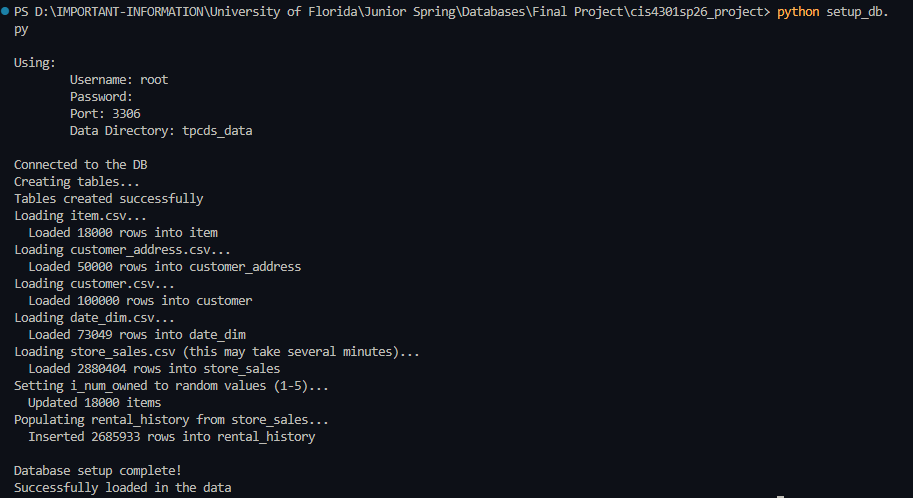 PS D:\IMPORTANT-INFORMATION\University of Florida\Junior Spring\Databases\Final Project\cis4301sp26_project> python setup_db.
py
Using:
Username: root
Password:
Port: 3306
Data Directory: tpcds_data
Connected to the DB
Creating tables...
Tables created successfully
Loading item.csv...
Loaded 18000 rows into item
Loading customer_address.csv...
Loaded 50000 rows into customer_address
Loading customer.csv...
Loaded 100000 rows into customer
Loading date_dim.csv...
Loaded 73049 rows into date_dim
Loading store_sales.csv (this may take several minutes)...
Loaded 2880404 rows into store_sales
Setting i_num_owned to random values (1-5)...
Updated 18000 items
Populating rental_history from store_sales...
Inserted 2685933 rows into rental_history
Database setup complete!
Successfully loaded in the data